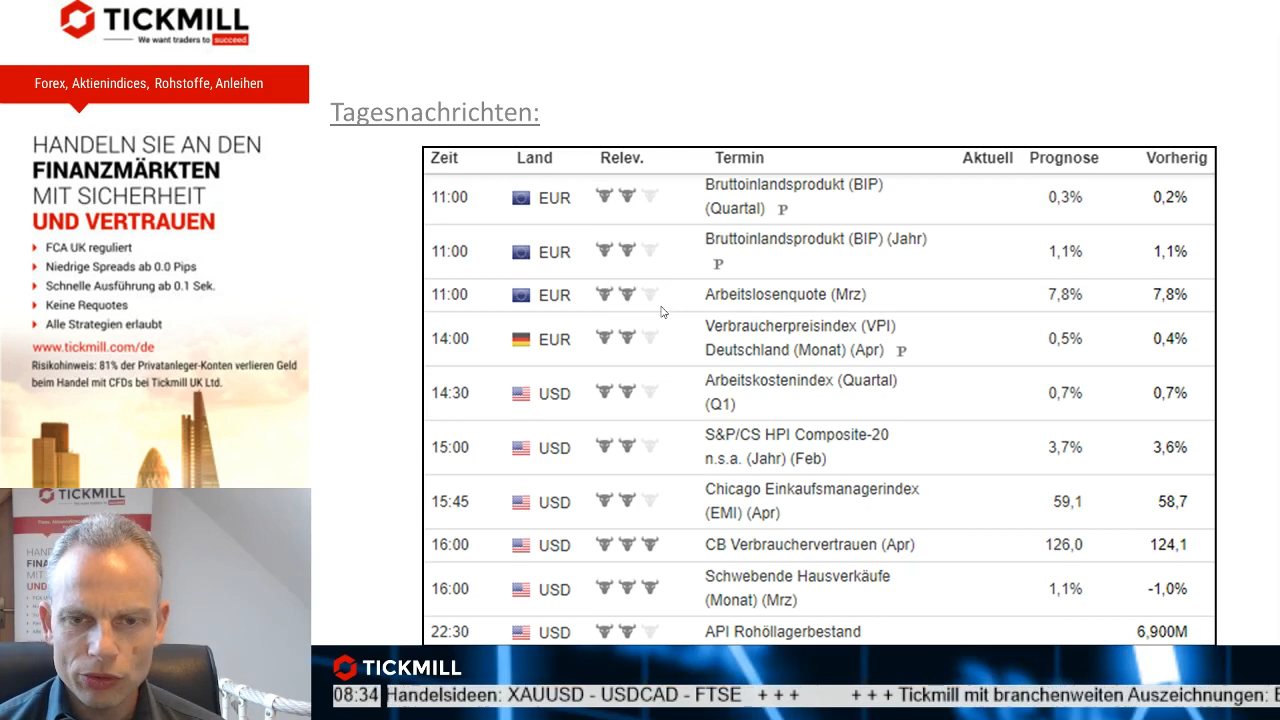 TICKMILL
We want traders to succeed
Forex, Aktienindices, Rohstoffe, Anleihen
HANDELN SIE AN DEN
FINANZMÄRKTEN
MIT SICHERHEIT
UND VERTRAUEN
FCA UK reguliert
Niedrige Spreads ab 0.0 Pips
Schnelle Ausführung ab 0.1 Sek.
Keine Requotes
Alle Strategien erlaubt
www.tickmill.com/de
Risikohinweis: 81% der Privatanleger-Konten verlieren Geld
beim Handel mit CFDs bei Tickmill UK Ltd.
Tagesnachrichten:
Zeit Land Relev. Termin Aktuell Prognose Vorherig
11:00 EUR Bruttoinlandsprodukt (BIP) 0,3% 0,2%
(Quartal) P
11:00 EUR Bruttoinlandsprodukt (BIP) (Jahr) 1,1% 1,1%
P
11:00 EUR Arbeitslosenquote (Mrz) 7,8% 7,8%
14:00 EUR Verbraucherpreisindex (VPI) 0,5% 0,4%
Deutschland (Monat) (Apr) P
14:30 USD Arbeitskostenindex (Quartal) 0,7% 0,7%
(Q1)
15:00 USD S&P/CS HPI Composite-20 3,7% 3,6%
n.s.a. (Jahr) (Feb)
15:45 USD Chicago Einkaufsmanagerindex 59,1 58,7
(EMI) (Apr)
16:00 USD CB Verbrauchervertrauen (Apr) 126,0 124,1
16:00 USD Schwebende Hausverkäufe 1,1% -1,0%
(Monat) (Mrz)
22:30 USD API Rohöllagerbestand 6,900M
TICKMILL
HAND
FINA
MIT
UND
TICKMILL
08:34 Handelsideen: XAUUSD - USDCAD - FTSE + + + + + + Tickmill mit branchenweiten Auszeichnungen: